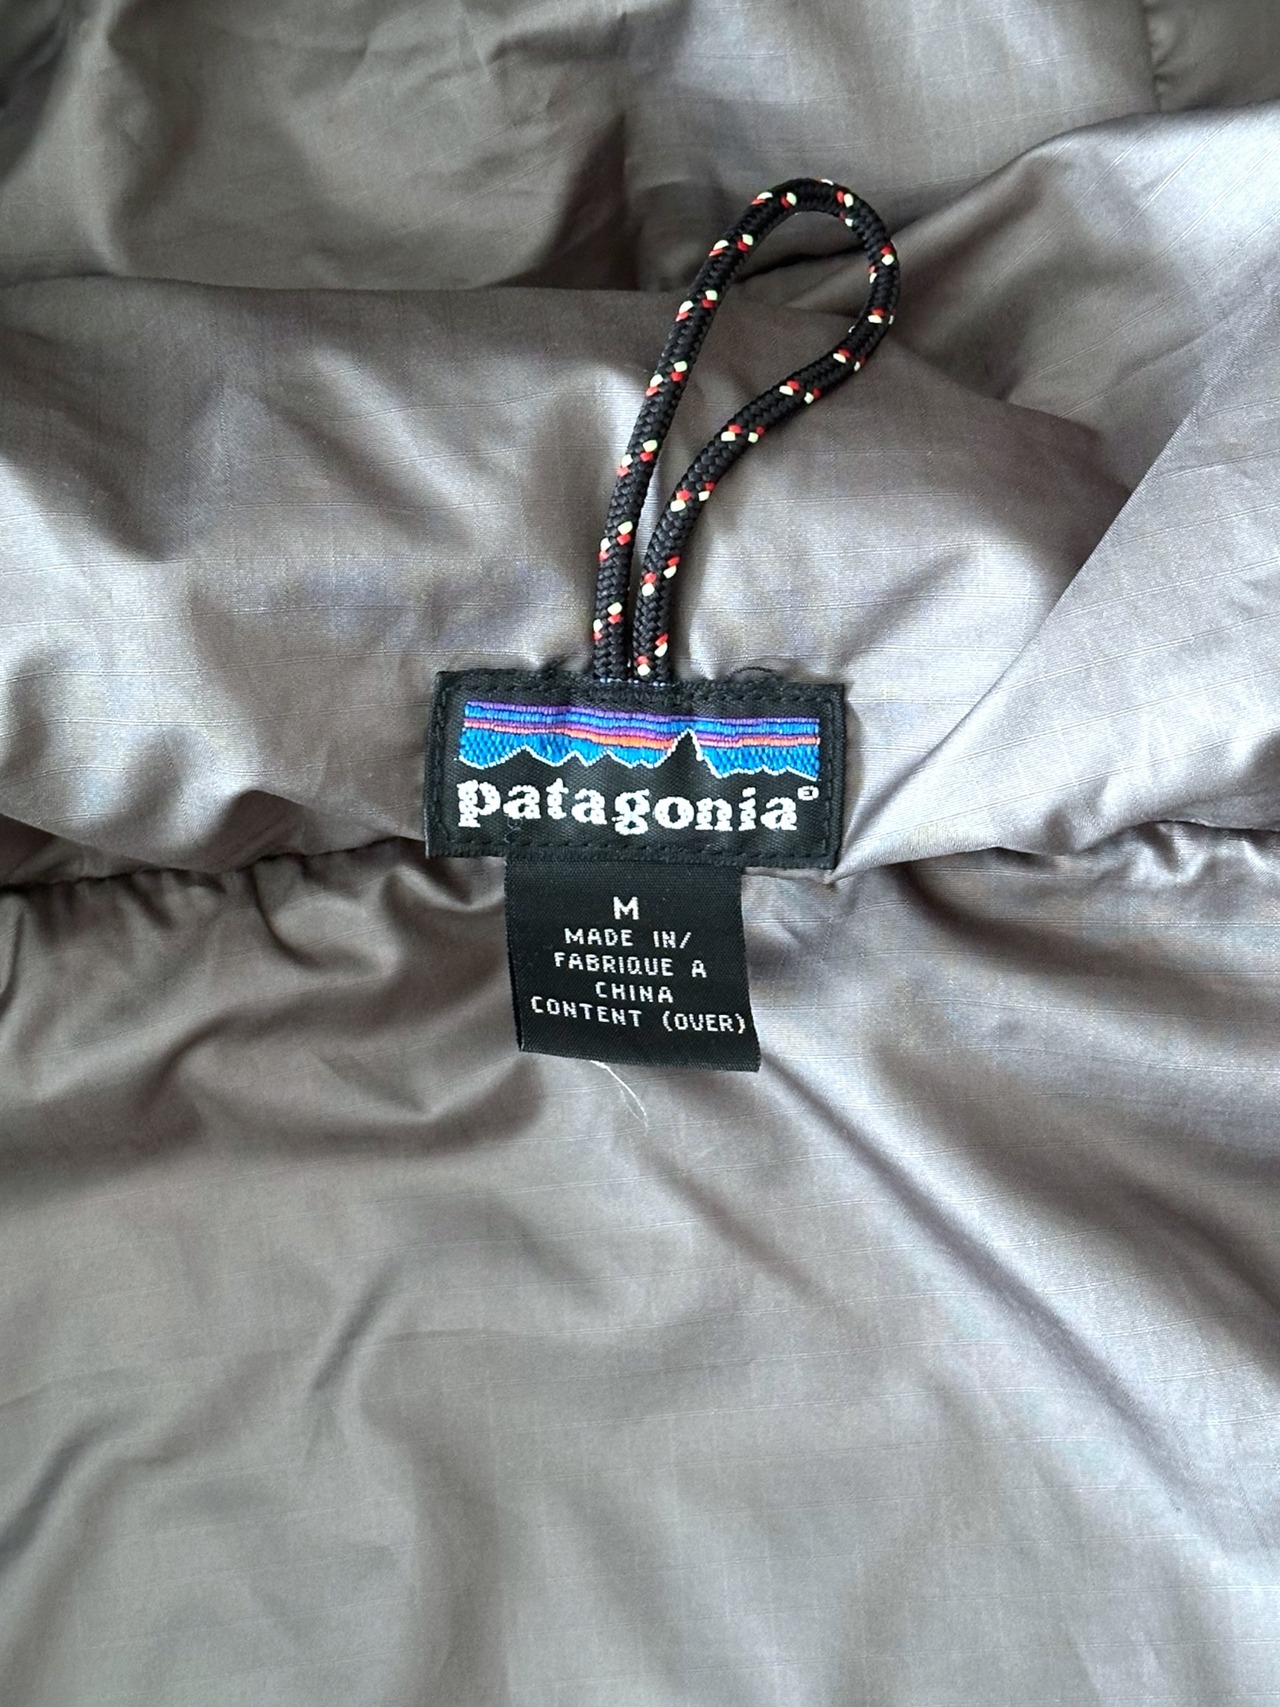 patagonia®
M
MADE IN/
FABRIQUE A
CHINA
CONTENT (OVER)